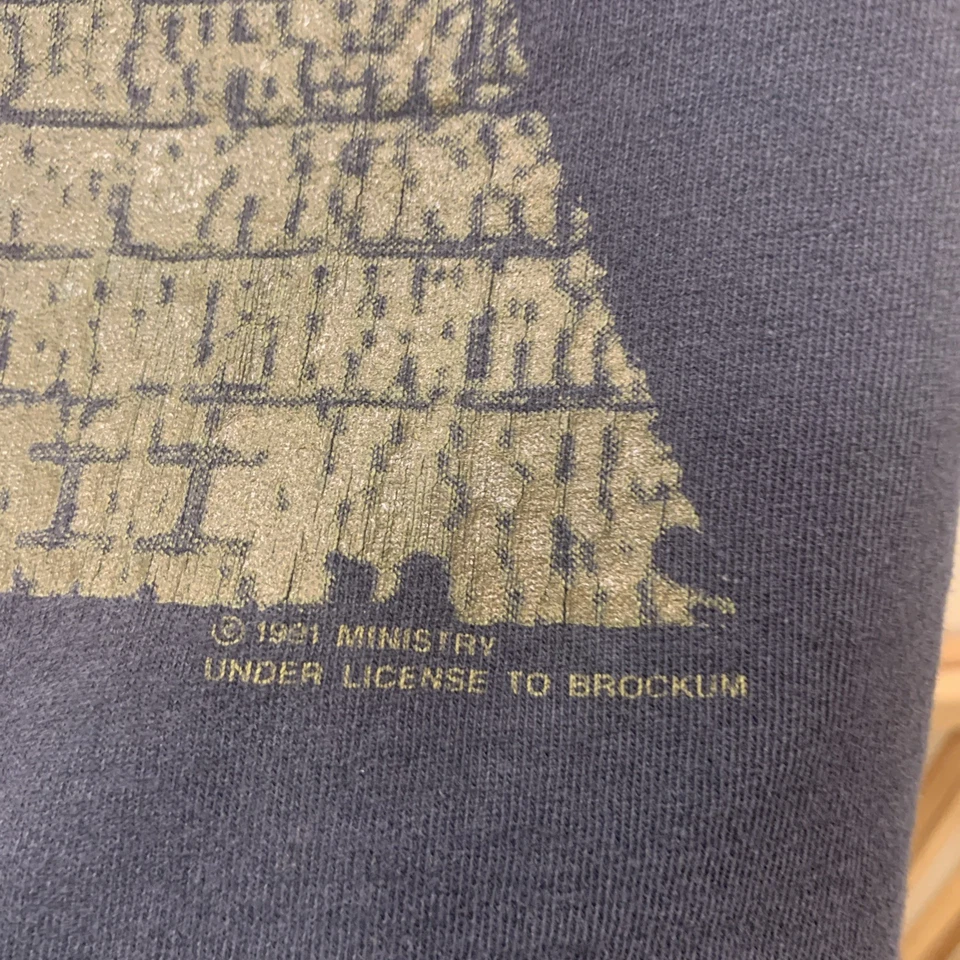 © 1991 MINISTRY
UNDER LICENSE TO BROCKUM